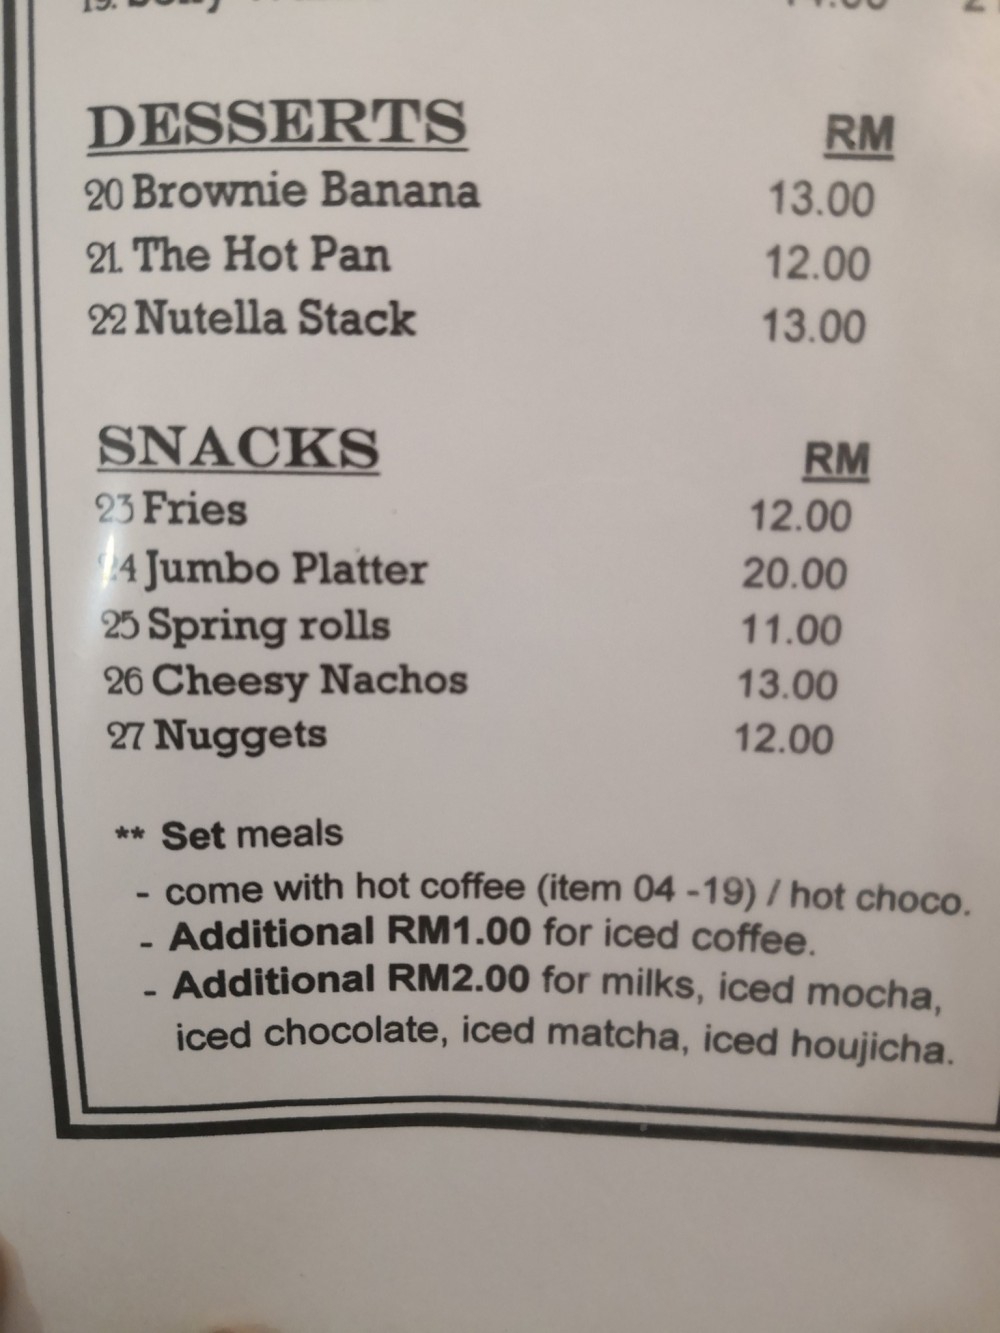 19.
DESSERTS RM
20 Brownie Banana 13.00
21. The Hot Pan 12.00
22 Nutella Stack 13.00
SNACKS RM
23 Fries 12.00
24 Jumbo Platter 20.00
25 Spring rolls 11.00
26 Cheesy Nachos 13.00
27 Nuggets 12.00
** Set meals
- come with hot coffee (item 04 -19) / hot choco.
- Additional RM1.00 for iced coffee.
- Additional RM2.00 for milks, iced mocha,
iced chocolate, iced matcha, iced houjicha.